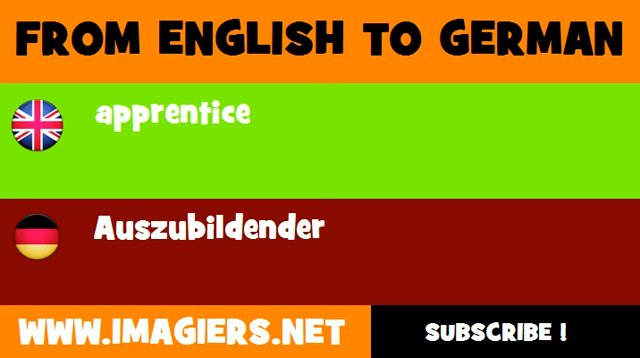 FROM ENGLISH TO GERMAN
apprentice
Auszubildender
WWW.IMAGIERS.NET
SUBSCRIBE !